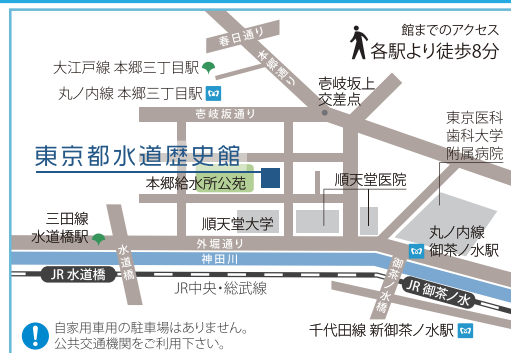 春日通り
館までのアクセス
各駅より徒歩8分
本郷通り
大江戸線 本郷三丁目駅
丸ノ内線 本郷三丁目駅
壱岐坂上
交差点
壱岐坂通り
東京医科
歯科大学
附属病院
東京都水道歴史館
本郷給水所公苑
順天堂医院
三田線
水道橋駅
順天堂大学
丸ノ内線
御茶ノ水駅
外堀通り
神田川
水道橋
御茶ノ水橋
JR 水道橋
JR中央・総武線
JR 御茶ノ水
自家用車用の駐車場はありません。
公共交通機関をご利用下さい。
千代田線 新御茶ノ水駅